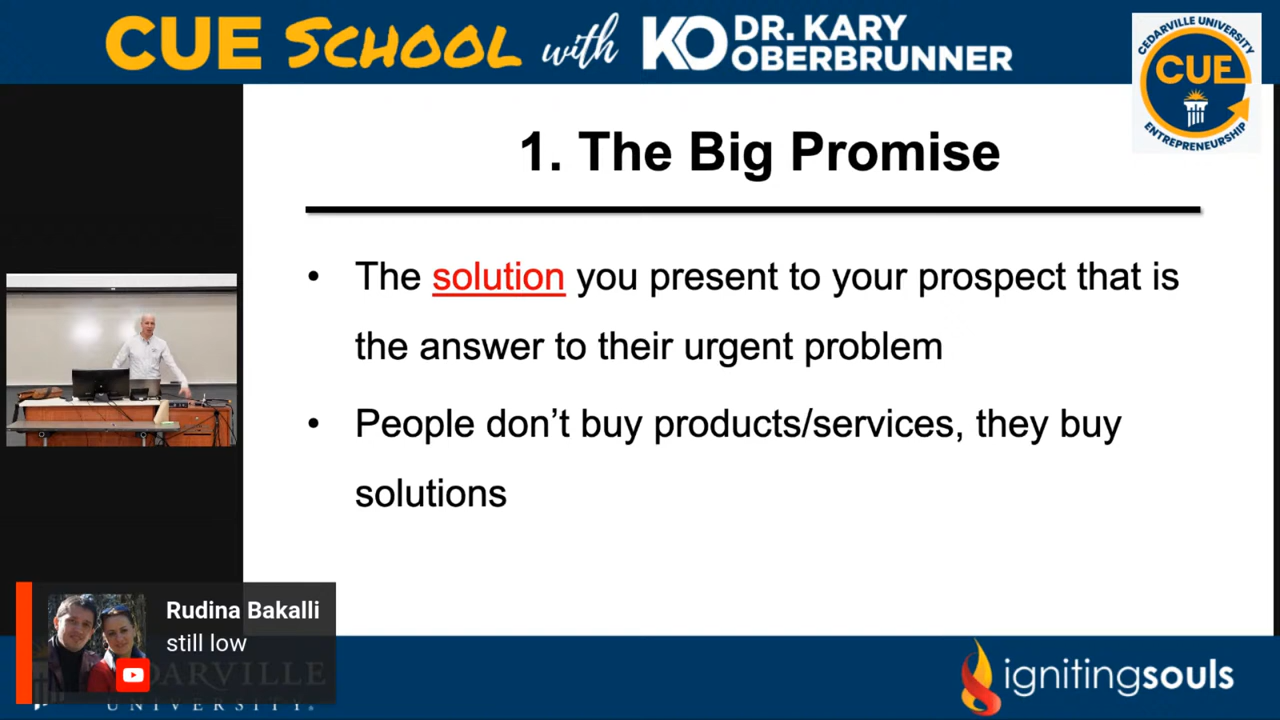 CUE SCHOOL with KO DR. KARY OBERBRUNNER
CEDARVILLE UNIVERSITY
CUE
ENTREPRENEURSHIP
1. The Big Promise
• The solution you present to your prospect that is
the answer to their urgent problem
• People don’t buy products/services, they buy
solutions
Rudina Bakalli
still low
UNIVERSITY.
ignitingsouls